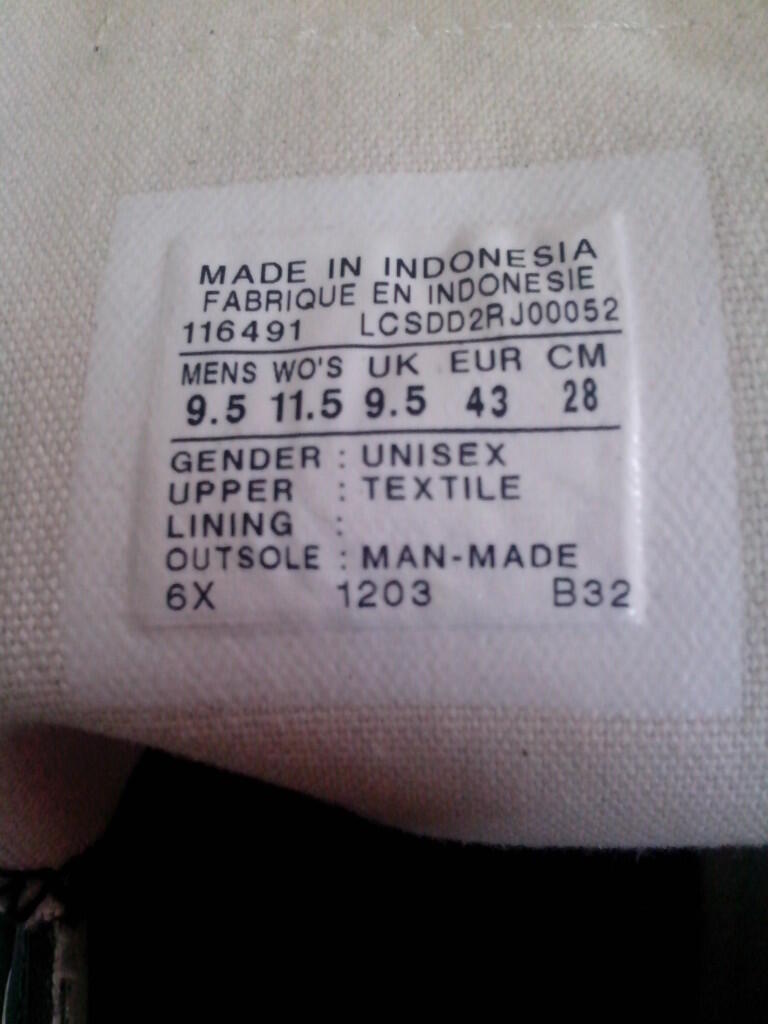 MADE IN INDONESIA
FABRIQUE EN INDONESIE
116491 LCSDD2RJ00052
MENS WO'S UK EUR CM
9.5 11.5 9.5 43 28
GENDER : UNISEX
UPPER : TEXTILE
LINING :
OUTSOLE : MAN-MADE
6X 1203 B32